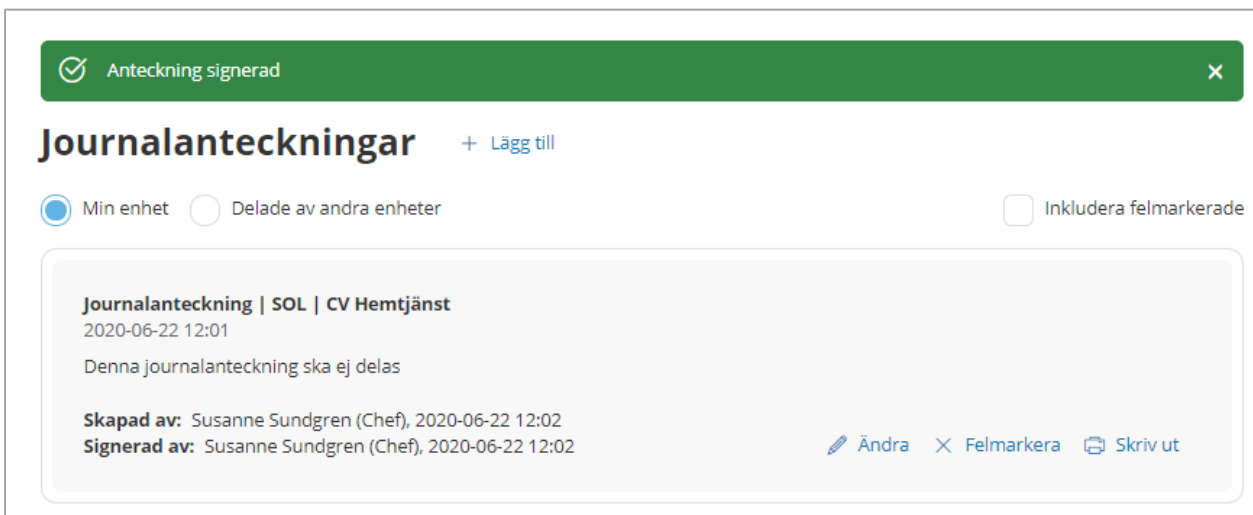 Anteckning signerad
Journalanteckningar + Lägg till
Min enhet Delade av andra enheter Inkludera felmarkerade
Journalanteckning | SOL | CV Hemtjänst
2020-06-22 12:01
Denna journalanteckning ska ej delas
Skapad av: Susanne Sundgren (Chef), 2020-06-22 12:02
Signerad av: Susanne Sundgren (Chef), 2020-06-22 12:02 Ändra Felmarkera Skriv ut